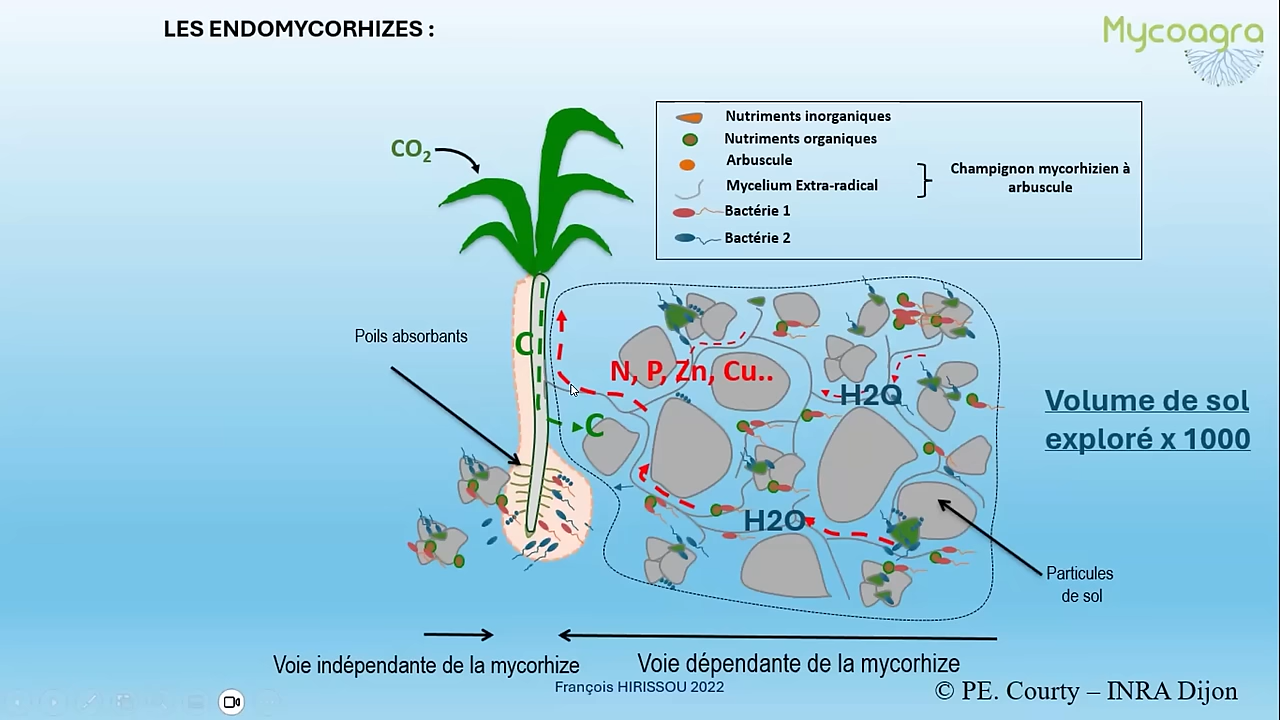 LES ENDOMYCORHIZES :
Mycoagra
CO2
Nutriments inorganiques
Nutriments organiques
Arbuscule
Mycelium Extra-radical
Champignon mycorhizien à
arbuscule
Bactérie 1
Bactérie 2
Poils absorbants
C
N, P, Zn, Cu..
H2O
C
Volume de sol
exploré x 1000
H2O
Particules
de sol
Voie indépendante de la mycorhize
Voie dépendante de la mycorhize
François HIRISSOU 2022
© PE. Courty – INRA Dijon